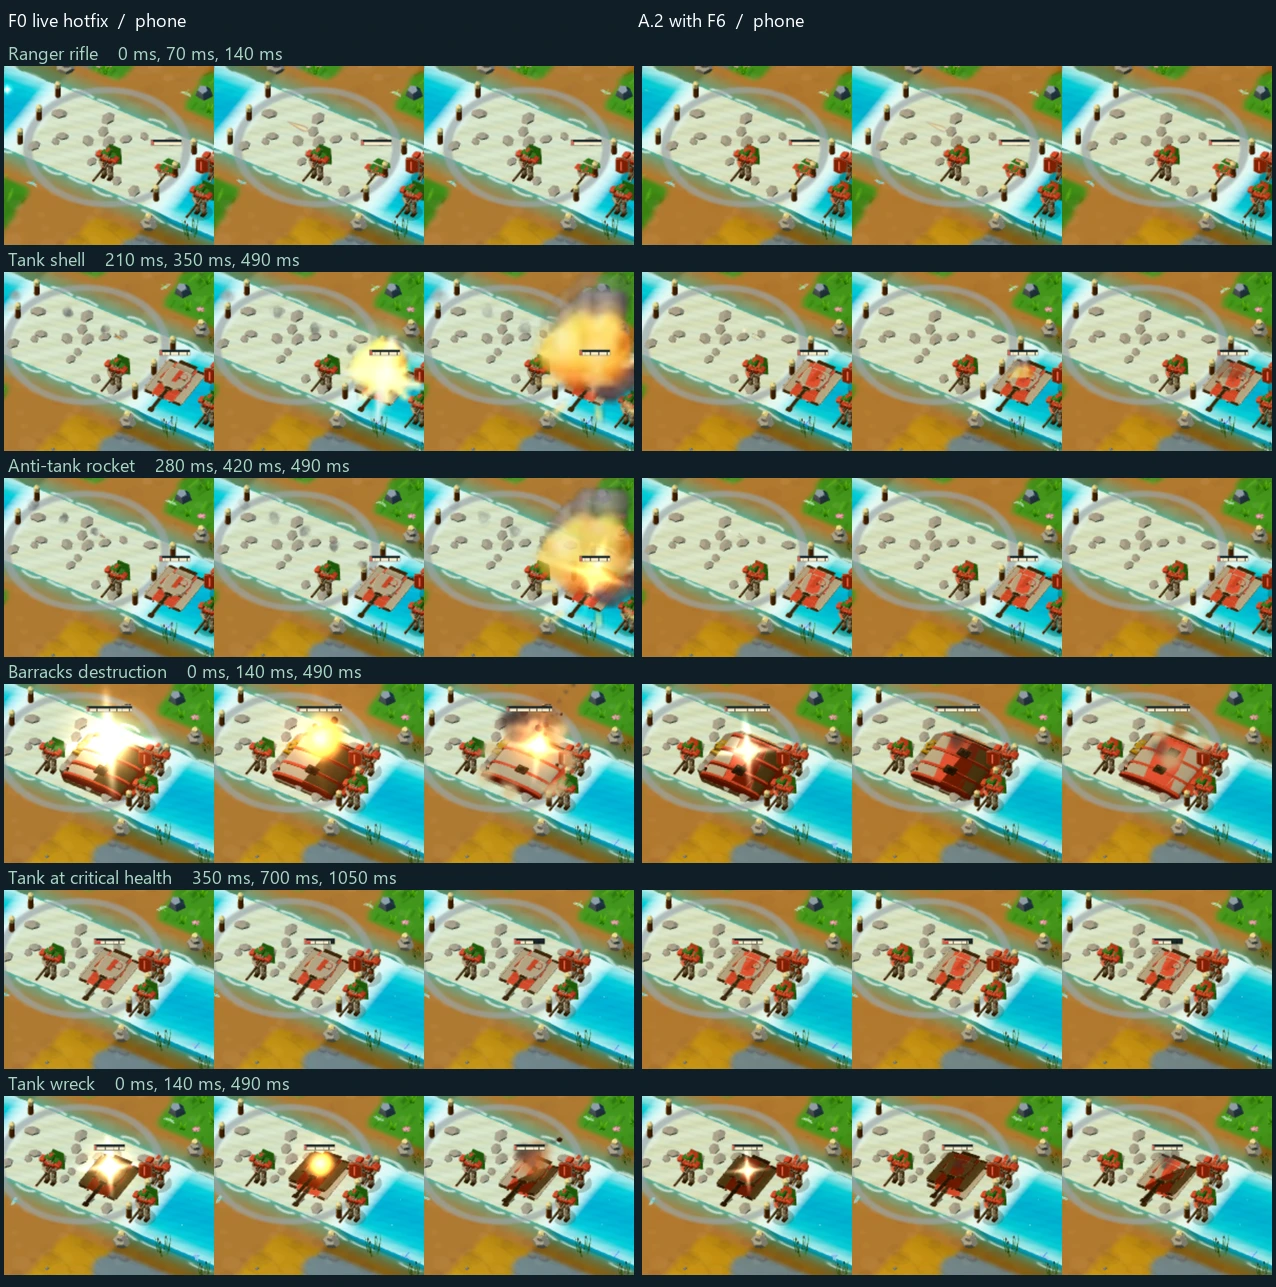 F0 live hotfix / phone
A.2 with F6 / phone
Ranger rifle 0 ms, 70 ms, 140 ms
Tank shell 210 ms, 350 ms, 490 ms
Anti-tank rocket 280 ms, 420 ms, 490 ms
Barracks destruction 0 ms, 140 ms, 490 ms
Tank at critical health 350 ms, 700 ms, 1050 ms
Tank wreck 0 ms, 140 ms, 490 ms